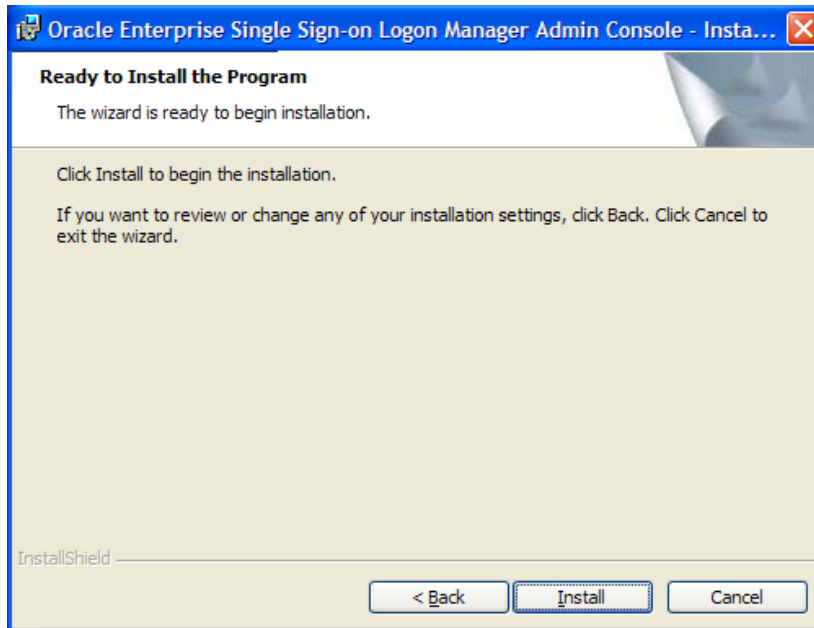 Oracle Enterprise Single Sign-on Logon Manager Admin Console - Insta...
Ready to Install the Program
The wizard is ready to begin installation.
Click Install to begin the installation.
If you want to review or change any of your installation settings, click Back. Click Cancel to
exit the wizard.
InstallShield
< Back
Install
Cancel